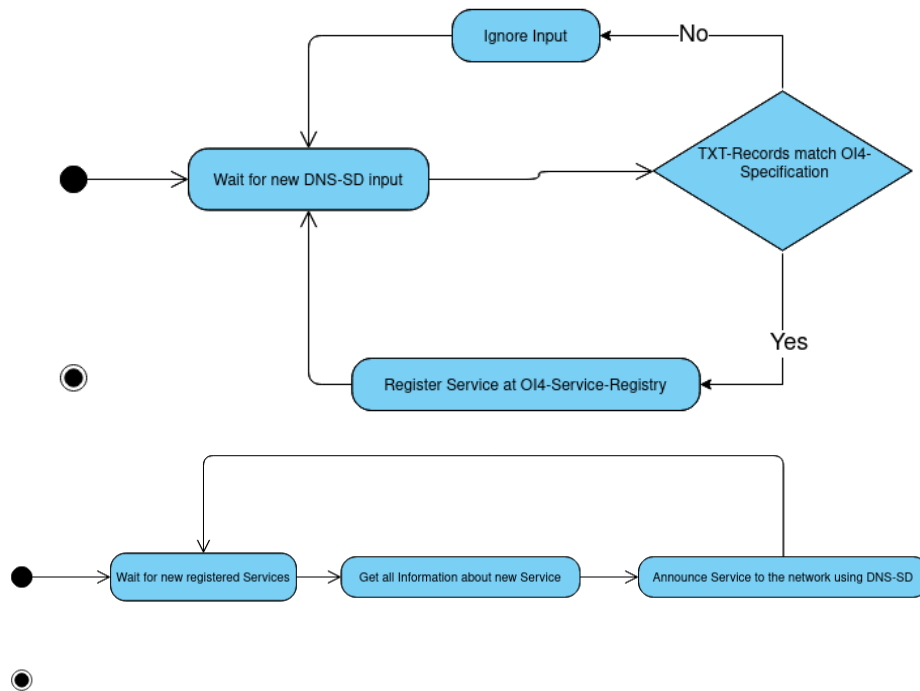 Ignore Input
No
TXT-Records match OI4-
Specification
Wait for new DNS-SD input
Yes
Register Service at OI4-Service-Registry
Wait for new registered Services
Get all Information about new Service
Announce Service to the network using DNS-SD